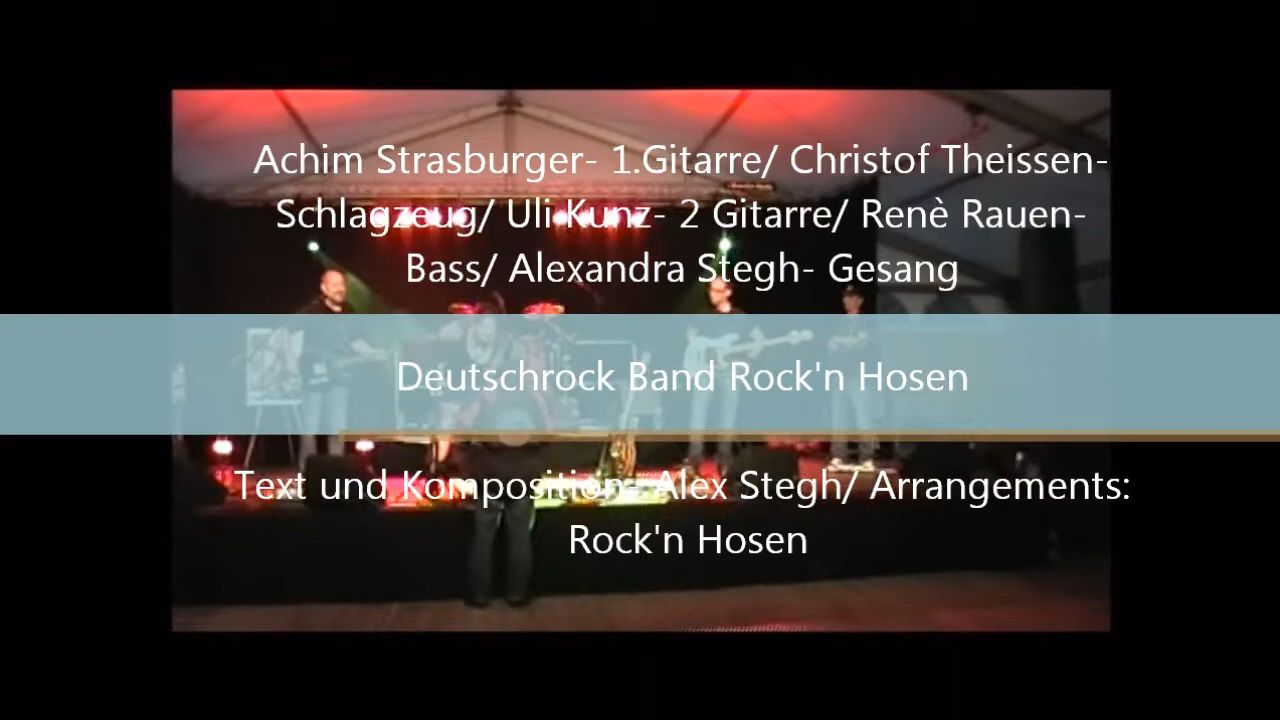 Achim Strasburger- 1.Gitarre/ Christof Theissen-
Schlagzeug/ Uli Kunz- 2 Gitarre/ Renè Rauen-
Bass/ Alexandra Stegh- Gesang
Deutschrock Band Rock'n Hosen
Text und Komposition- Alex Stegh/ Arrangements:
Rock'n Hosen